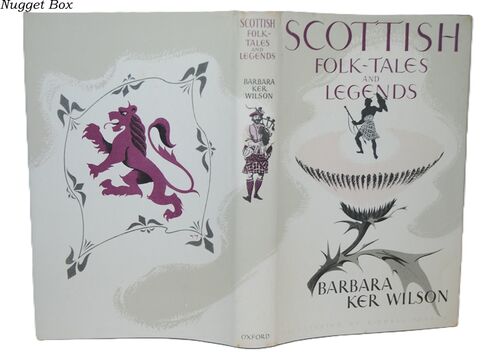 Nugget Box
SCOTTISH
FOLK-TALES
AND
LEGENDS
BARBARA
KER
WILSON
OXFORD
SCOTTISH
FOLK-TALES
AND
LEGENDS
BARBARA
KER WILSON